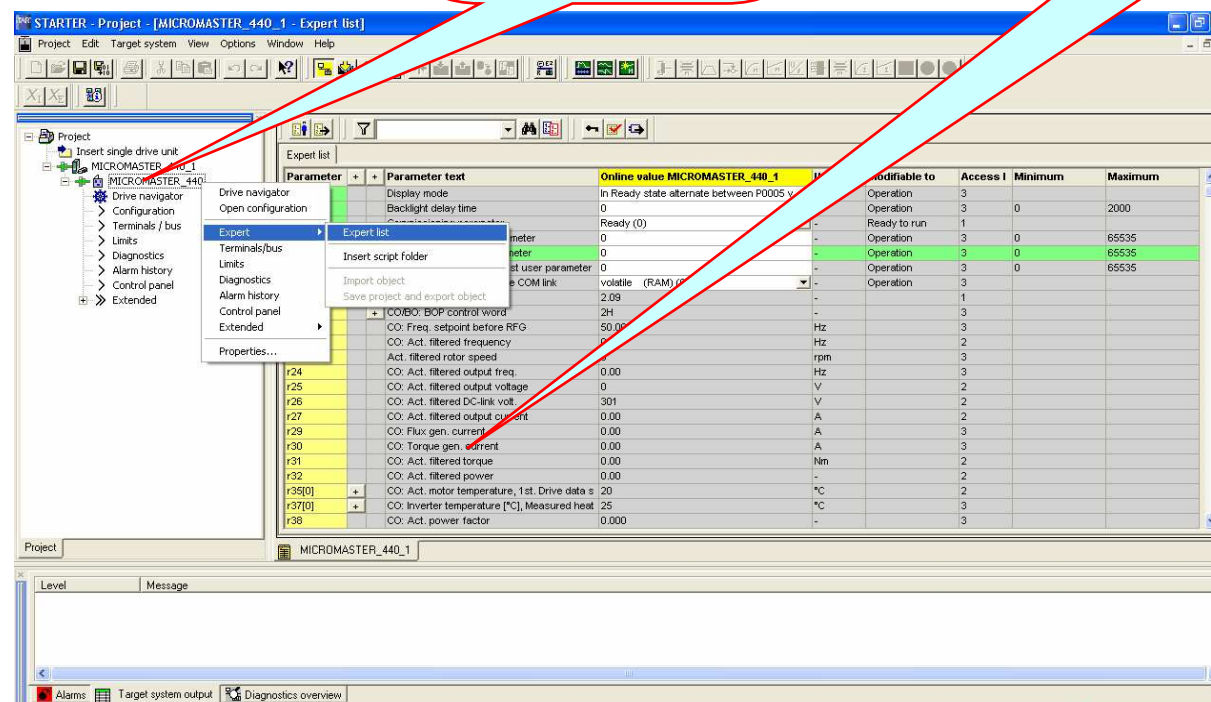 STARTER - Project - [MICROMASTER_440_1 - Expert list]
Project Edit Target system View Options Window Help
Project
Insert single drive unit
MICROMASTER_440_1
MICROMASTER_440
Drive navigator
Configuration
Terminals / bus
Limits
Diagnostics
Alarm history
Control panel
Extended
Drive navigator
Open configuration
Expert
Terminals/bus
Limits
Diagnostics
Alarm history
Control panel
Extended
Properties...
Expert list
Insert script folder
Import object
Save project and export object
Expert list
Parameter + + Parameter text Online value MICROMASTER_440_1 Modifiable to Access l Minimum Maximum
Display mode In Ready state alternate between P0005 Operation 3
Backlight delay time 0 Operation 3 0 2000
Ready (0) - Ready to run 1
meter 0 - Operation 3 0 65535
meter 0 - Operation 3 0 65535
st user parameter 0 - Operation 3 0 65535
COM link volatile (RAM) - Operation 3
2.09 - 1
+ CO/BO: BOP control word 2H - 3
CO: Freq. setpoint before RFG 50.00 Hz 3
CO: Act. filtered frequency Hz 2
Act. filtered rotor speed rpm 3
r24 CO: Act. filtered output freq. 0.00 Hz 3
r25 CO: Act. filtered output voltage 0 V 2
r26 CO: Act. filtered DC-link volt. 301 V 2
r27 CO: Act. filtered output current 0.00 A 2
r29 CO: Flux gen. current 0.00 A 3
r30 CO: Torque gen. current 0.00 A 3
r31 CO: Act. filtered torque 0.00 Nm 2
r32 CO: Act. filtered power 0.00 - 2
r35[0] + CO: Act. motor temperature, 1st. Drive data s 20 °C 2
r37[0] + CO: Inverter temperature [°C], Measured heat 25 °C 3
r38 CO: Act. power factor 0.000 - 3
Project
MICROMASTER_440_1
Level Message
Alarms Target system output Diagnostics overview